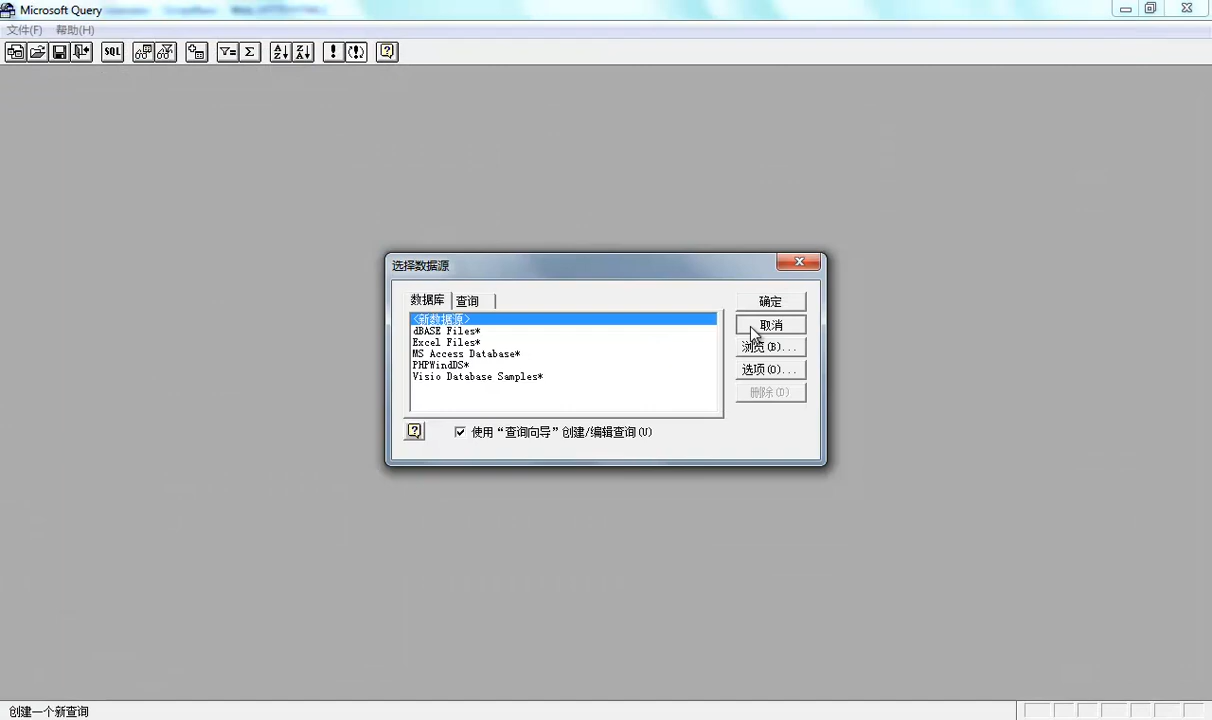 Microsoft Query
文件(F) 帮助(H)
SQL
选择数据源
数据库 查询
<新数据源>
dBASE Files*
Excel Files*
MS Access Database*
PHPWindDS*
Visio Database Samples*
确定
取消
浏览(B)...
选项(O)...
删除(D)
使用“查询向导”创建/编辑查询(U)
创建一个新查询